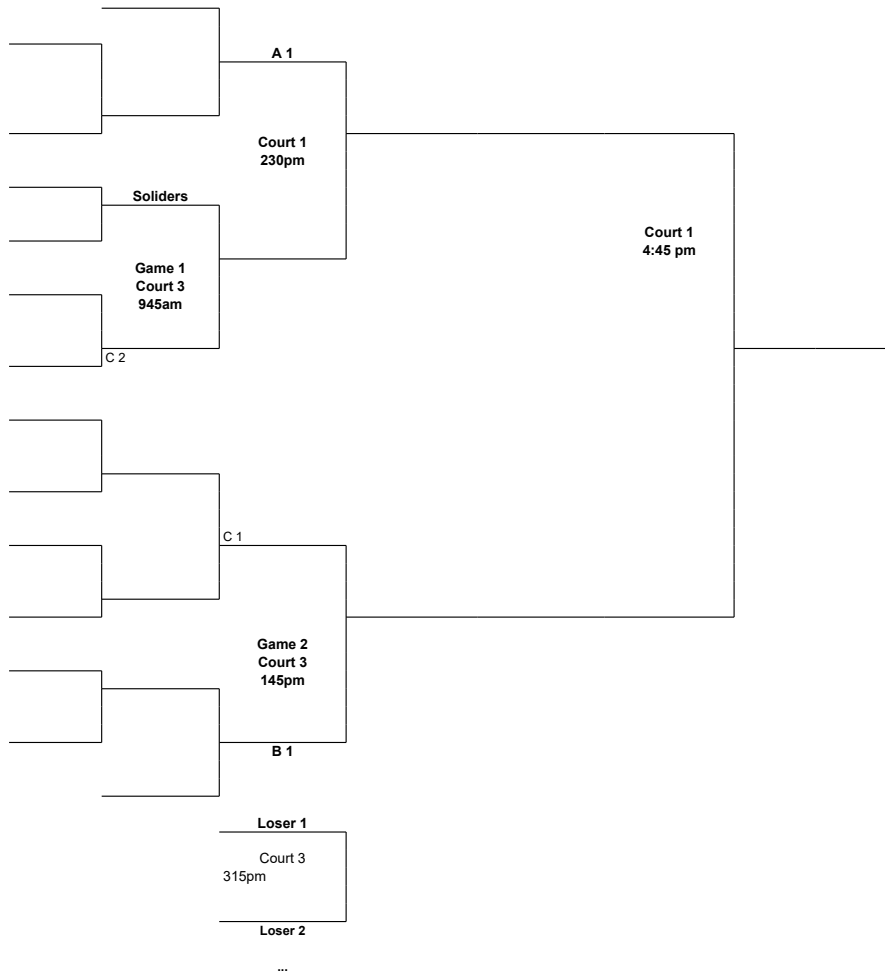 A 1
Court 1
230pm
Soliders
Court 1
4:45 pm
Game 1
Court 3
945am
C 2
C 1
Game 2
Court 3
145pm
B 1
Loser 1
Court 3
315pm
Loser 2
...